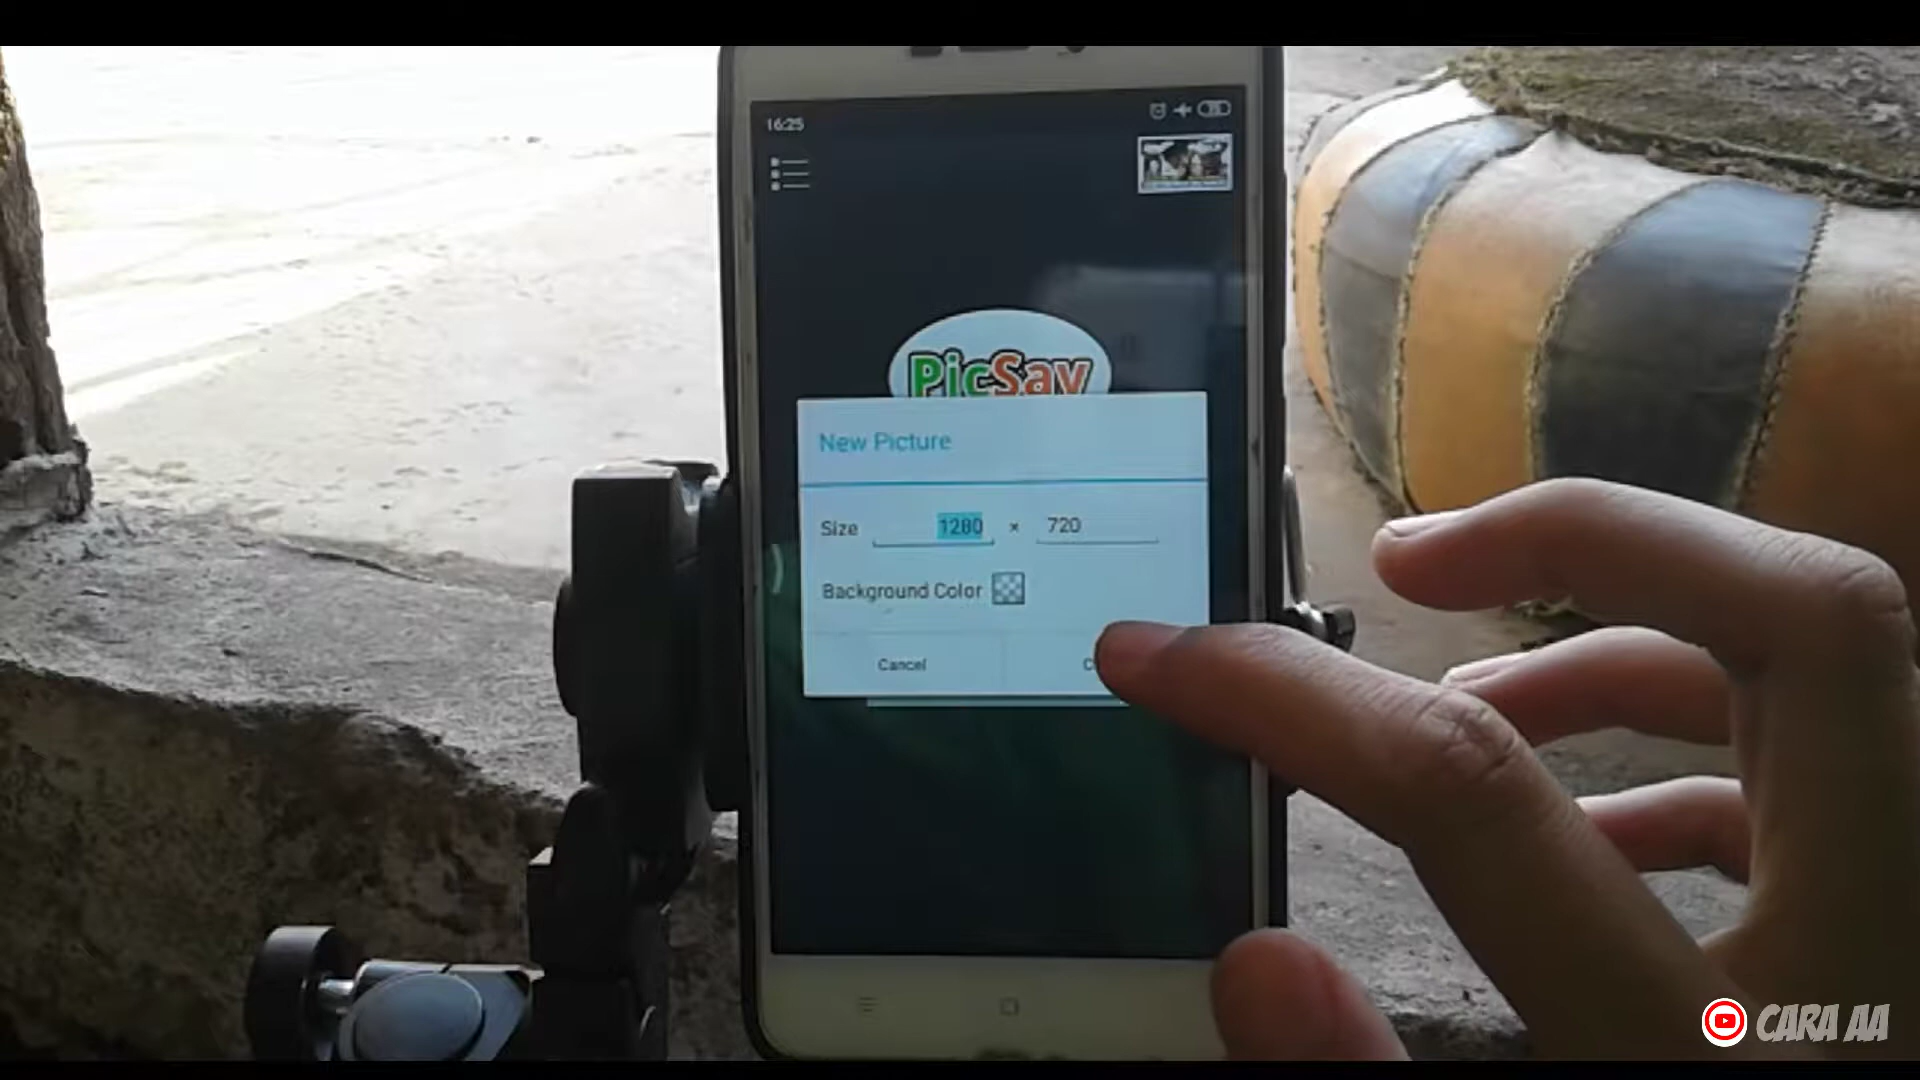 16:25
PicSay
New Picture
Size 1280 × 720
Background Color
Cancel
CARA AA